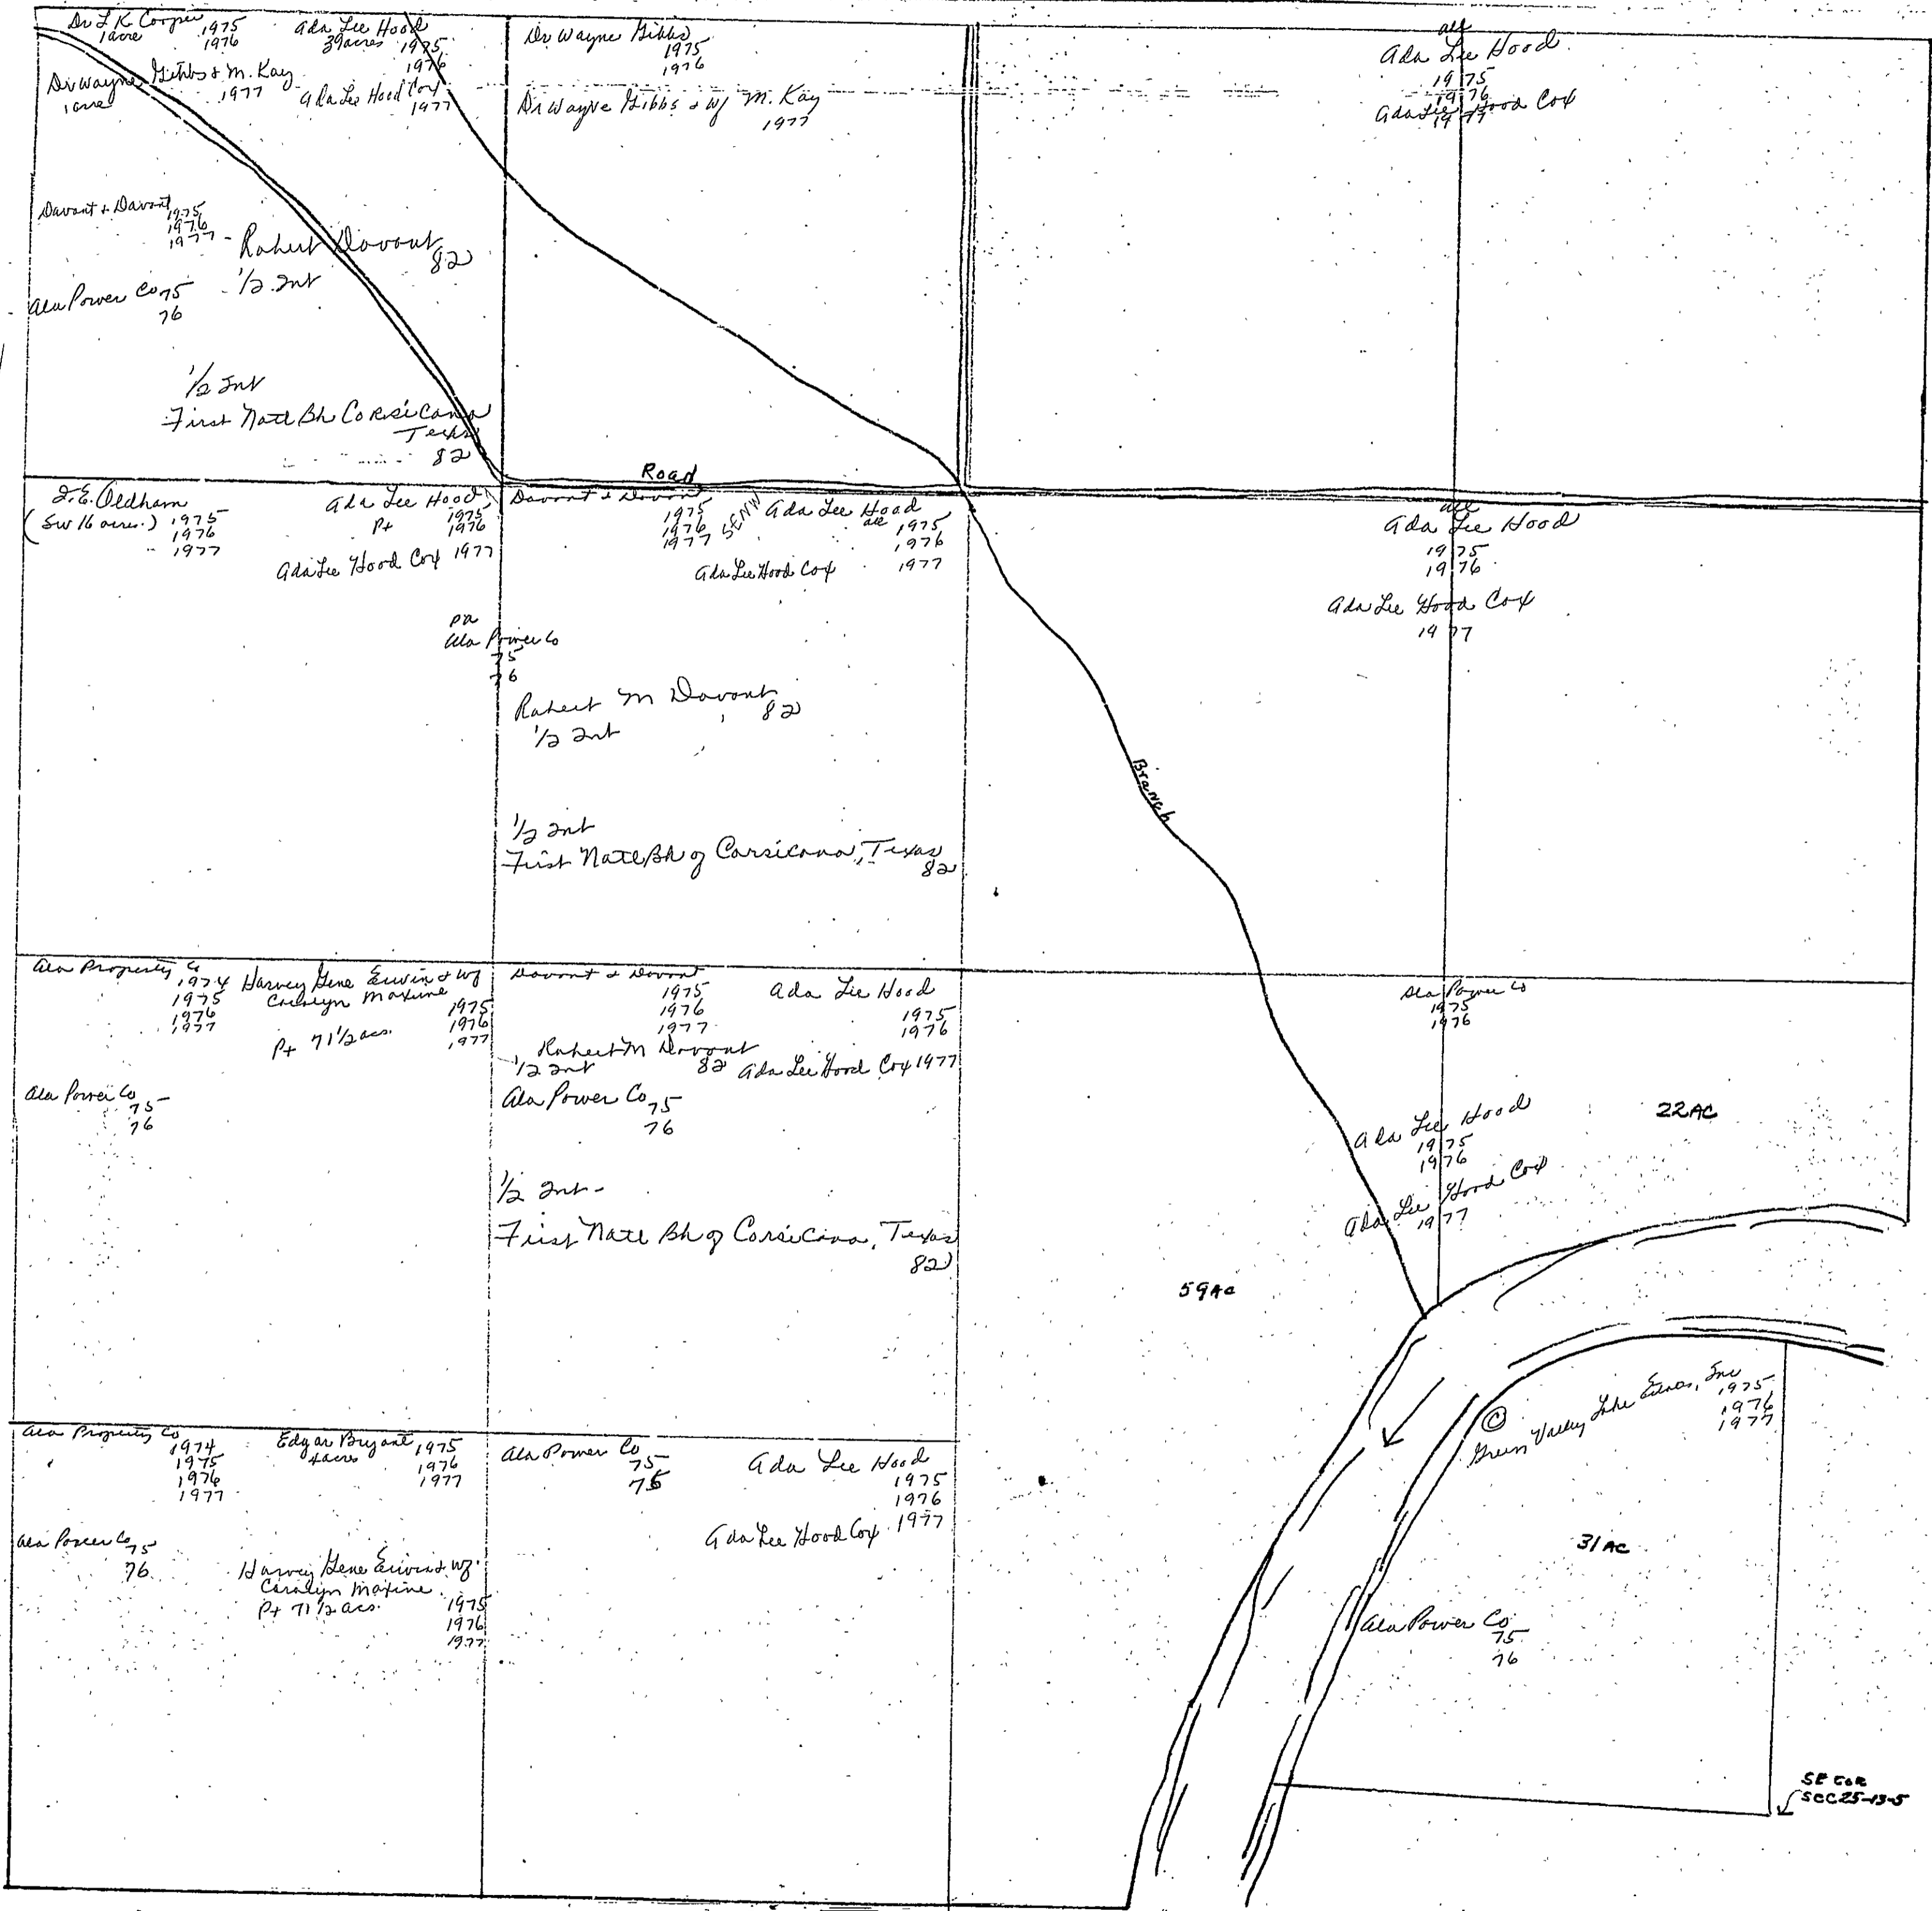 Dr L K Cooper 1975
1 acre 1976
Ada Lee Hood
39 acres 1975
1976
Dr Wayne Gibbs & M. Kay
1 acre 1977
Ada Lee Hood Cox
1977
Dr Wayne Gibbs
1975
1976
Dr Wayne Gibbs & wf M. Kay
1977
all
Ada Lee Hood
1975
1976
Ada Lee Hood Cox
1977
Davant & Davant
1975
1976
1977 -
Robert Davant
82
1/2 Int
Ala Power Co 75
76
1/2 Int
First Natl Bk Corsicana
Texas
82
Road
J. E. Oldham
(SW 16 acres.) 1975
1976
1977
Ada Lee Hood
Pt 1975
1976
Ada Lee Hood Cox 1977
Davant & Davant
1975
1976
1977
SENW
Ada Lee Hood
all 1975
1976
Ada Lee Hood Cox 1977
all
Ada Lee Hood
1975
1976
Ada Lee Hood Cox
1977
Ala Power Co
75
76
Robert M Davant
82
1/2 Int
Branch
1/2 Int
First Natl Bk of Corsicana, Texas
82
Ala Property Co
1974
1975
1976
1977
Harvey Gene Erwin & Wf
Carolyn Maxine
1975
1976
Pt 71 1/2 acs. 1977
Davant & Davant
1975
1976
1977
Ada Lee Hood
1975
1976
Robert M Davant
1/2 Int 82
Ada Lee Hood Cox 1977
Ala Power Co
1975
1976
Ala Power Co
75
76
Ala Power Co 75
76
Ada Lee Hood
1975
1976
22 AC
Ada Lee Hood Cox
1977
1/2 Int -
First Natl Bk of Corsicana, Texas
82
59 AC
Ala Property Co
1974
1975
1976
1977
Edgar Bryant 1975
4 acres 1976
1977
Ala Power Co
75
76
Ada Lee Hood
1975
1976
Ada Lee Hood Cox 1977
©
Green Valley Lake Estates, Inc
1975
1976
1977
Ala Power Co 75
76
Harvey Gene Erwin & Wf
Carolyn Maxine
Pt 71 1/2 acs. 1975
1976
1977
31 AC
Ala Power Co
75
76
SE COR
SEC 25-13-5